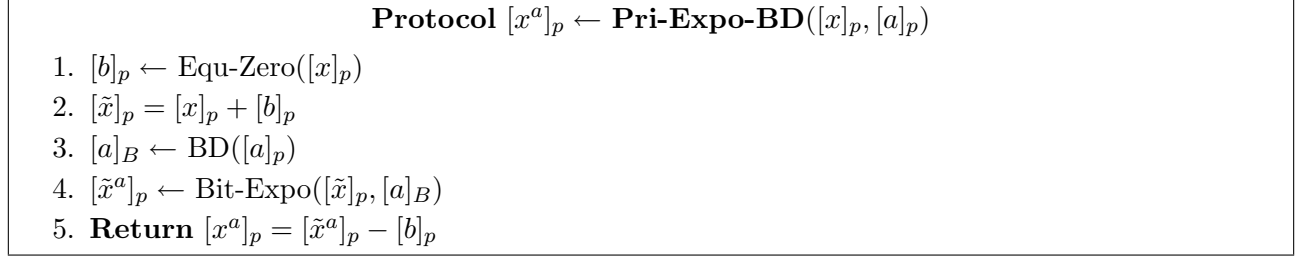 Protocol [x^a]_p ← Pri-Expo-BD([x]_p, [a]_p)
1. [b]_p ← Equ-Zero([x]_p)
2. [x̃]_p = [x]_p + [b]_p
3. [a]_B ← BD([a]_p)
4. [x̃^a]_p ← Bit-Expo([x̃]_p, [a]_B)
5. Return [x^a]_p = [x̃^a]_p − [b]_p